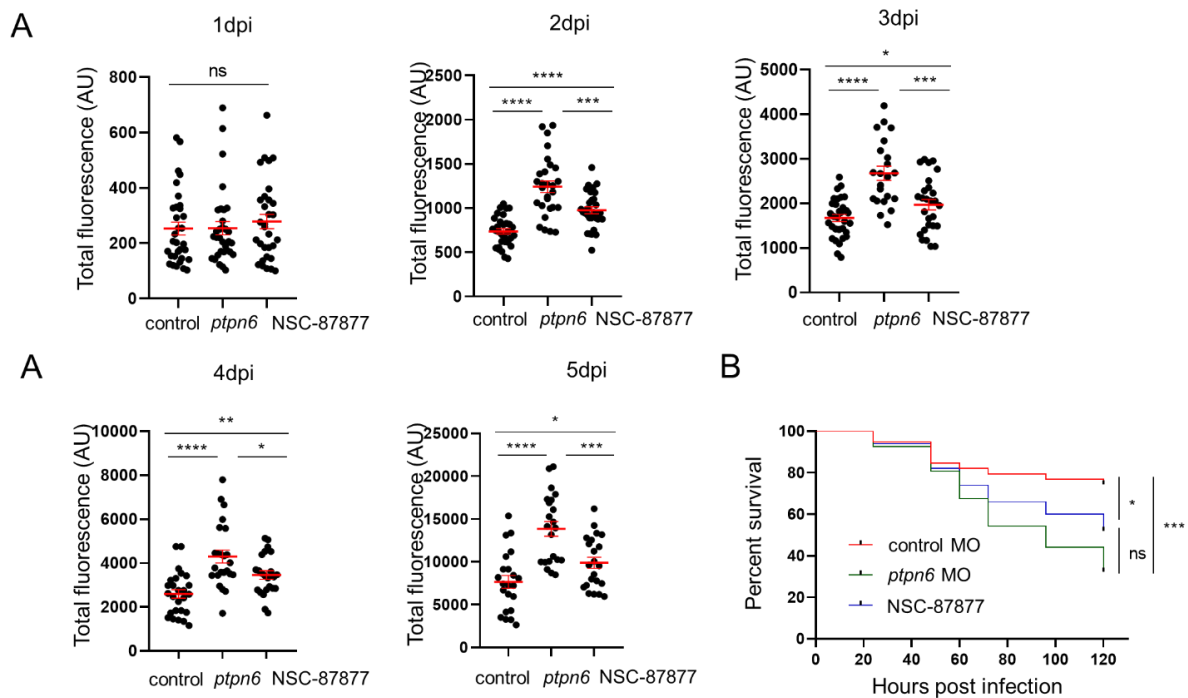 A
1dpi
Total fluorescence (AU)
800
600
400
200
0
ns
control ptpn6 NSC-87877
2dpi
Total fluorescence (AU)
2500
2000
1500
1000
500
0
****
**** ***
control ptpn6 NSC-87877
3dpi
Total fluorescence (AU)
5000
4000
3000
2000
1000
0
*
**** ***
control ptpn6 NSC-87877
A
4dpi
Total fluorescence (AU)
10000
8000
6000
4000
2000
0
**
**** *
control ptpn6 NSC-87877
5dpi
Total fluorescence (AU)
25000
20000
15000
10000
5000
0
*
**** ***
control ptpn6 NSC-87877
B
Percent survival
100
80
60
40
20
0
control MO
ptpn6 MO
NSC-87877
*
ns
***
0 20 40 60 80 100 120
Hours post infection